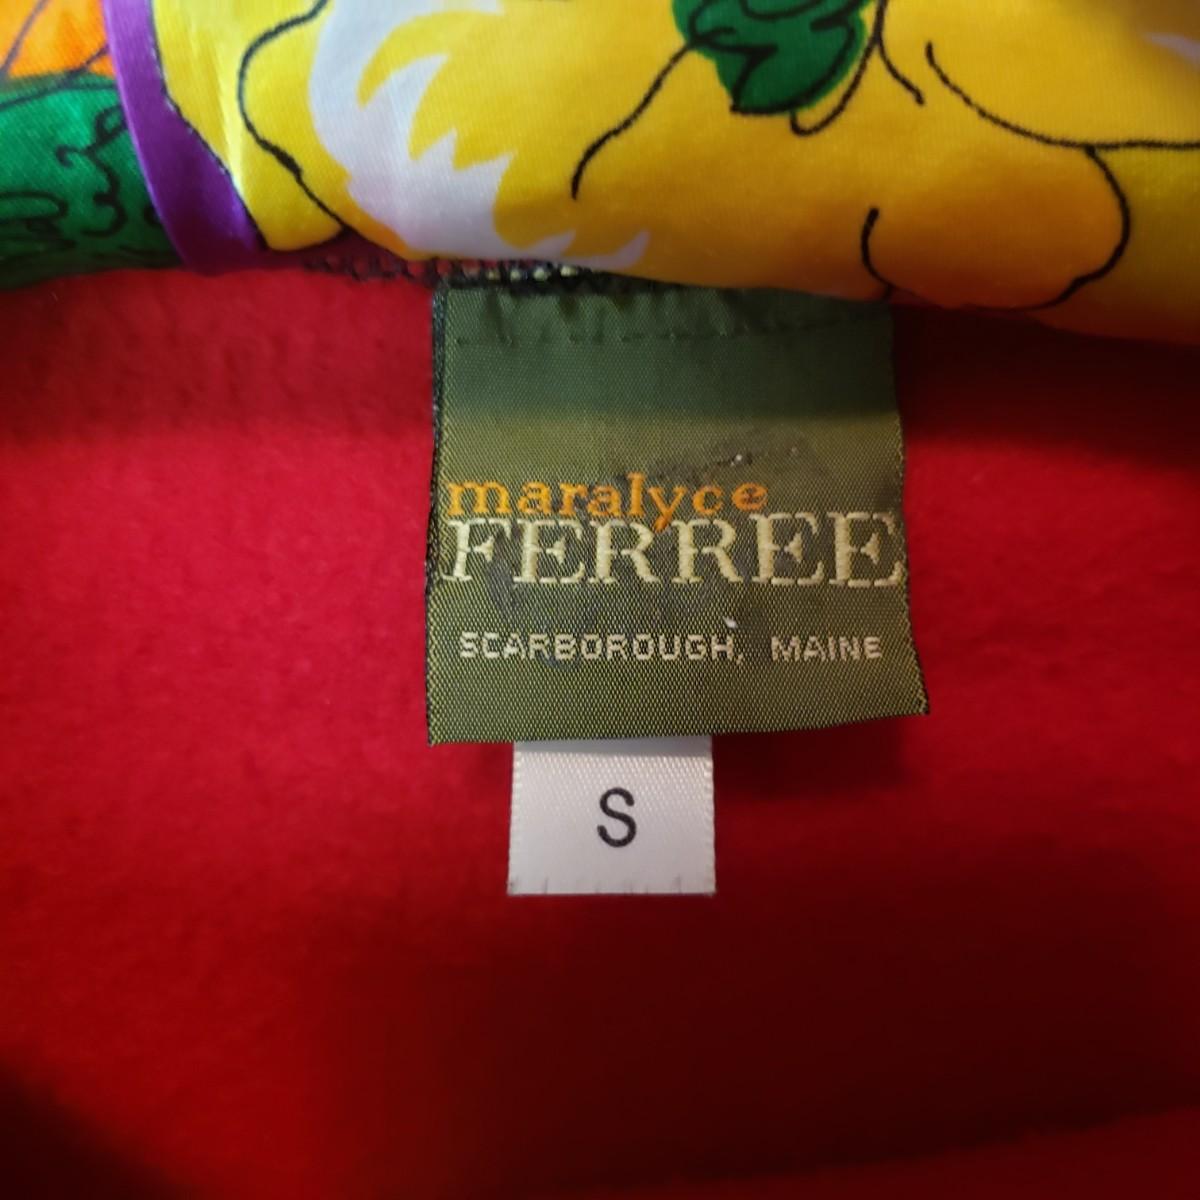 maralyce
FERREE
SCARBOROUGH, MAINE
S